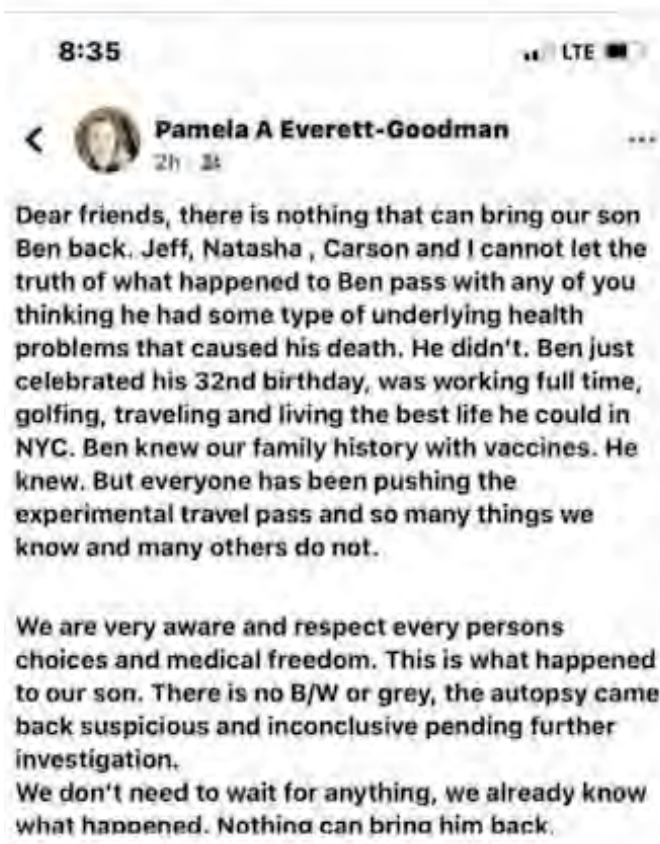 8:35 LTE
Pamela A Everett-Goodman
2h
Dear friends, there is nothing that can bring our son
Ben back. Jeff, Natasha , Carson and I cannot let the
truth of what happened to Ben pass with any of you
thinking he had some type of underlying health
problems that caused his death. He didn't. Ben just
celebrated his 32nd birthday, was working full time,
golfing, traveling and living the best life he could in
NYC. Ben knew our family history with vaccines. He
knew. But everyone has been pushing the
experimental travel pass and so many things we
know and many others do not.
We are very aware and respect every persons
choices and medical freedom. This is what happened
to our son. There is no B/W or grey, the autopsy came
back suspicious and inconclusive pending further
investigation.
We don't need to wait for anything, we already know
what happened. Nothing can bring him back.